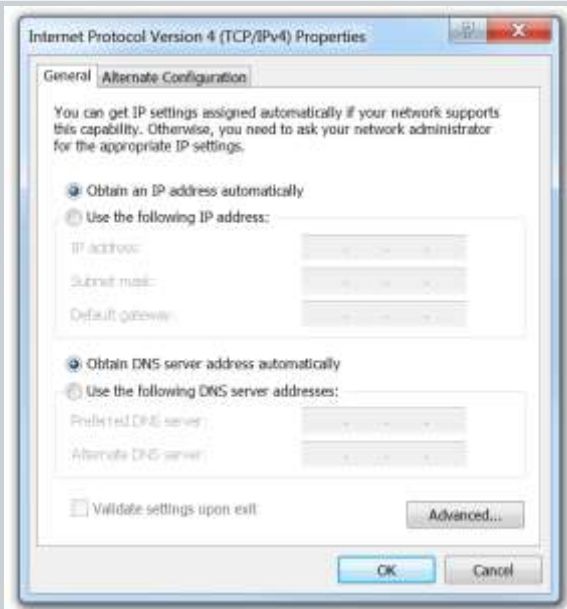 Internet Protocol Version 4 (TCP/IPv4) Properties
General Alternate Configuration
You can get IP settings assigned automatically if your network supports
this capability. Otherwise, you need to ask your network administrator
for the appropriate IP settings.
Obtain an IP address automatically
Use the following IP address:
IP address:
Subnet mask:
Default gateway:
Obtain DNS server address automatically
Use the following DNS server addresses:
Preferred DNS server:
Alternate DNS server:
Validate settings upon exit
Advanced...
OK Cancel